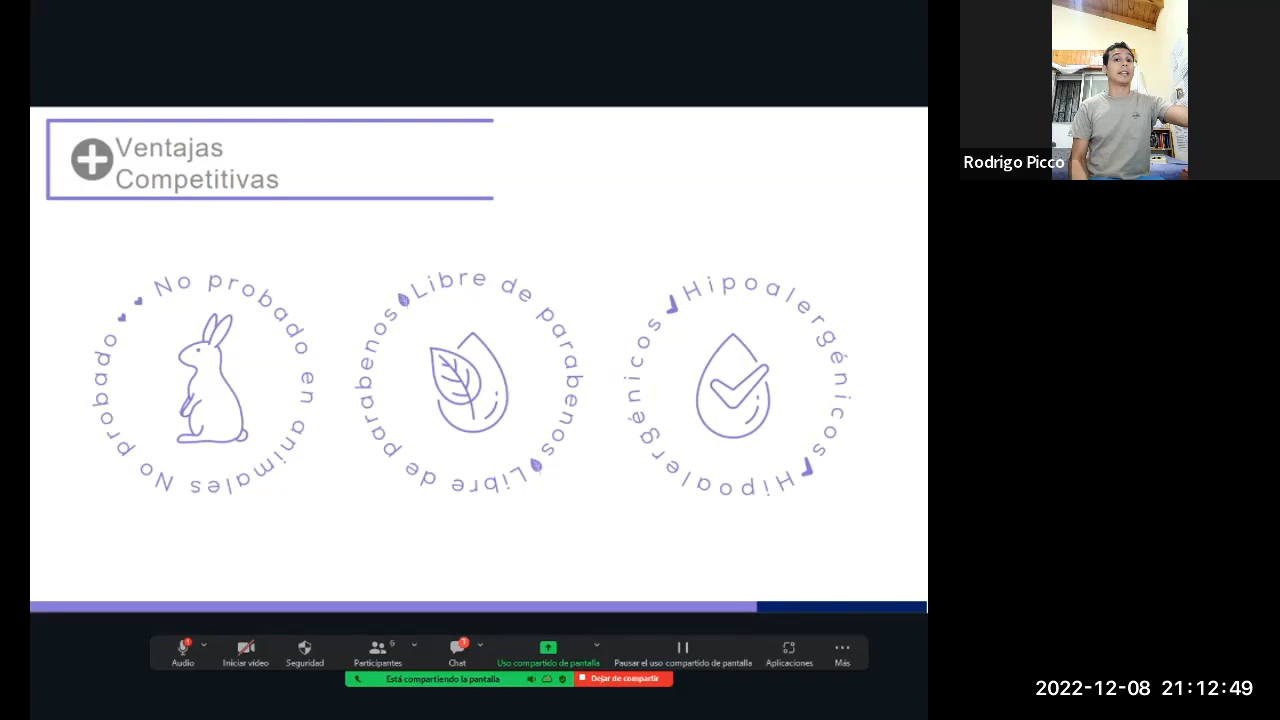 Ventajas
Competitivas
No probado en animales No probado
Libre de parabenos Libre de parabenos
Hipoalergénicos Hipoalergénicos
Rodrigo Picco
6
1
Audio
Iniciar video
Seguridad
Participantes
Chat
Uso compartido de pantalla
Pausar el uso compartido de pantalla
Aplicaciones
Más
Está compartiendo la pantalla
Dejar de compartir
2022-12-08 21:12:49